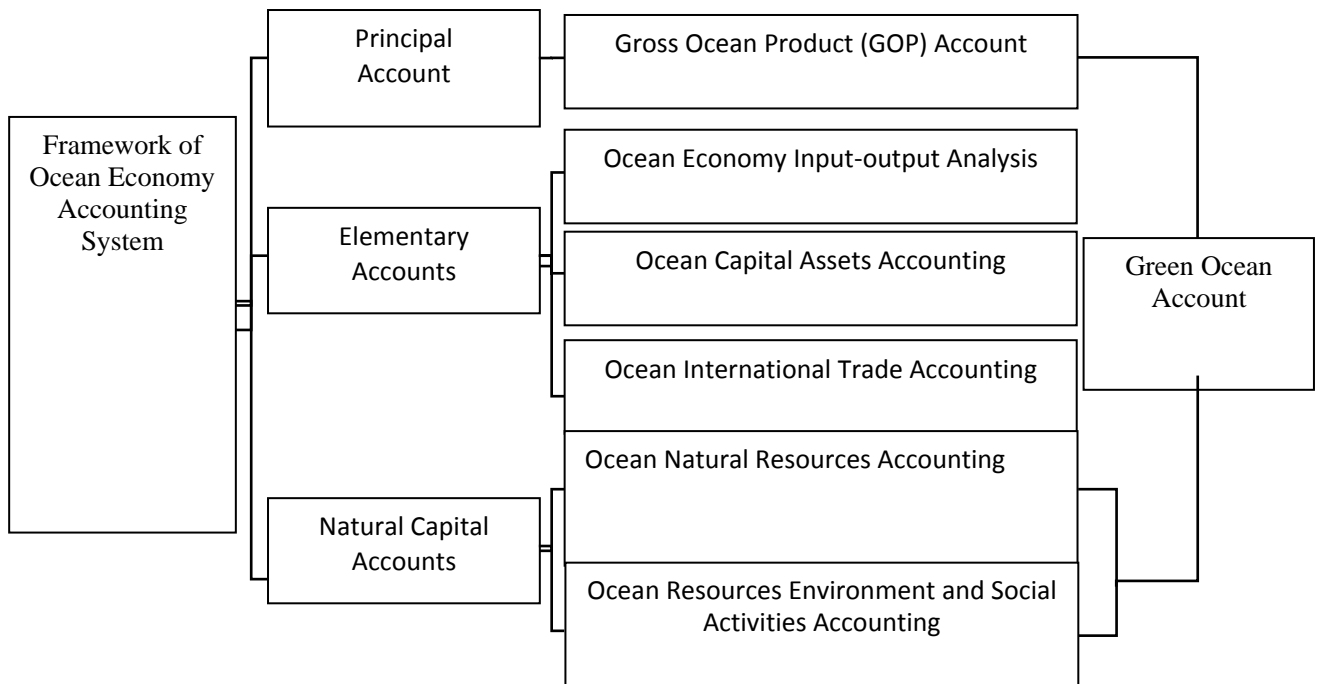 Framework of
Ocean Economy
Accounting
System
Principal
Account
Elementary
Accounts
Natural Capital
Accounts
Gross Ocean Product (GOP) Account
Ocean Economy Input-output Analysis
Ocean Capital Assets Accounting
Ocean International Trade Accounting
Ocean Natural Resources Accounting
Ocean Resources Environment and Social
Activities Accounting
Green Ocean
Account